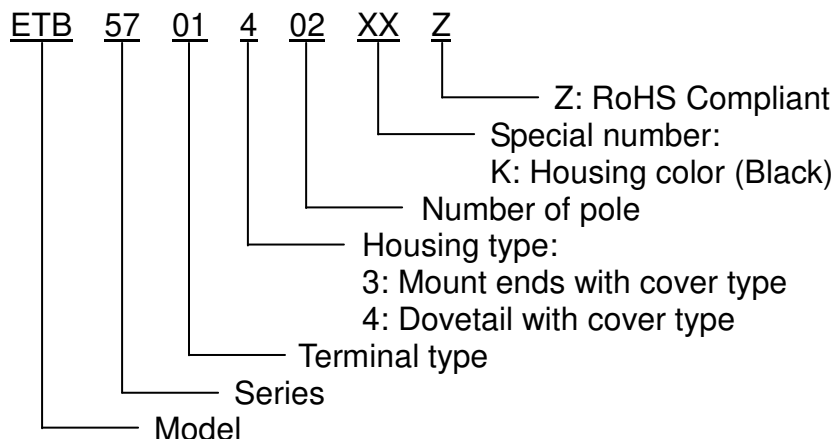 ETB 57 01 4 02 XX Z
Z: RoHS Compliant
Special number:
K: Housing color (Black)
Number of pole
Housing type:
3: Mount ends with cover type
4: Dovetail with cover type
Terminal type
Series
Model